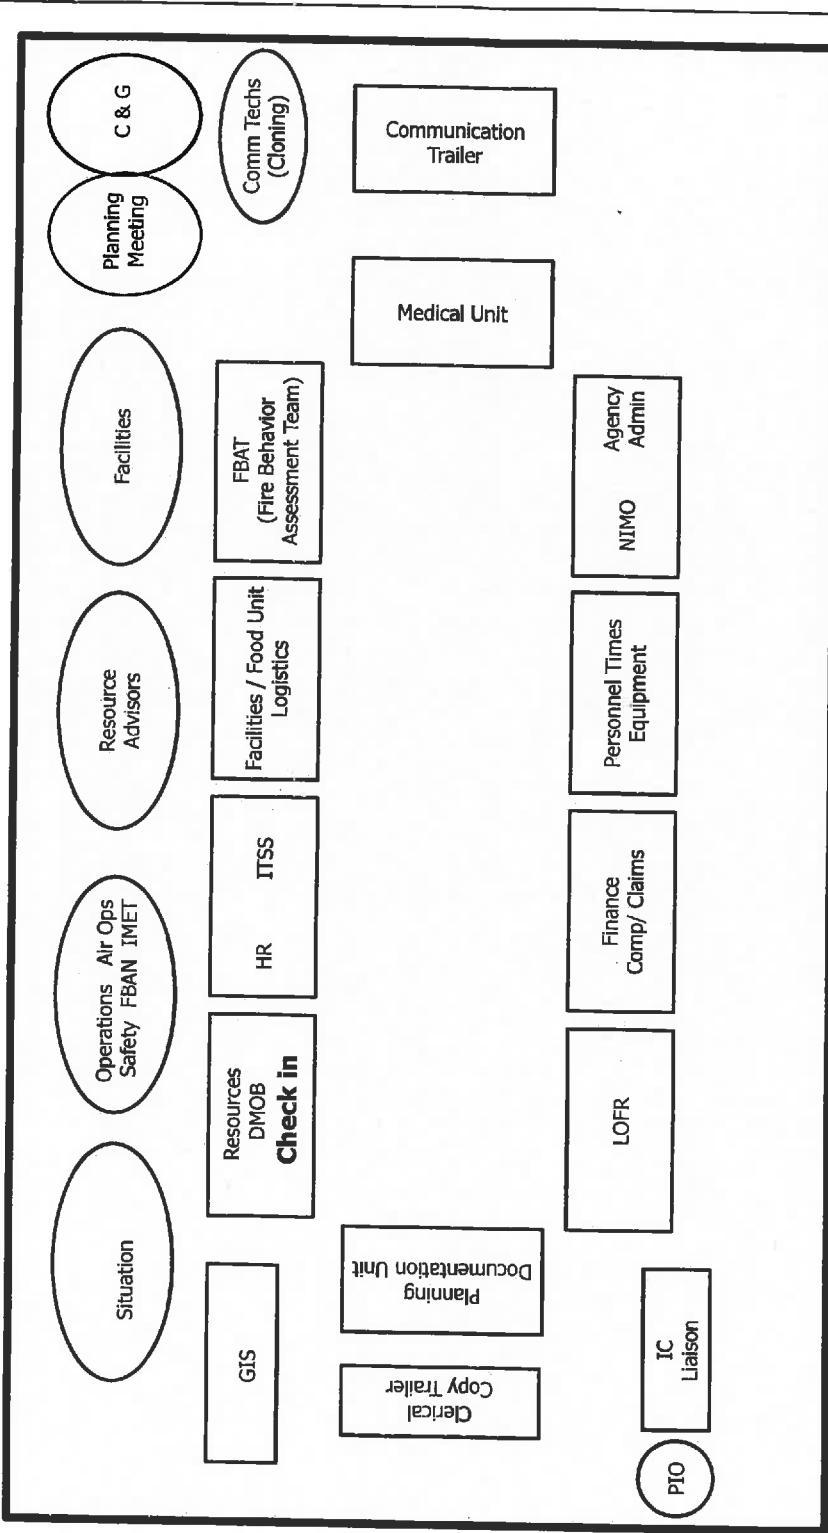 C & G
Planning
Meeting
Facilities
Resource
Advisors
Operations Air Ops
Safety FBAN IMET
Situation
Comm Techs
(Cloning)
FBAT
(Fire Behavior
Assessment Team)
Facilities / Food Unit
Logistics
HR ITSS
Resources
DMOB
Check in
GIS
Communication
Trailer
Medical Unit
Planning
Documentation Unit
Clerical
Copy Trailer
Agency
Admin
NIMO
Personnel Times
Equipment
Finance
Comp/ Claims
LOFR
IC
Liaison
PIO